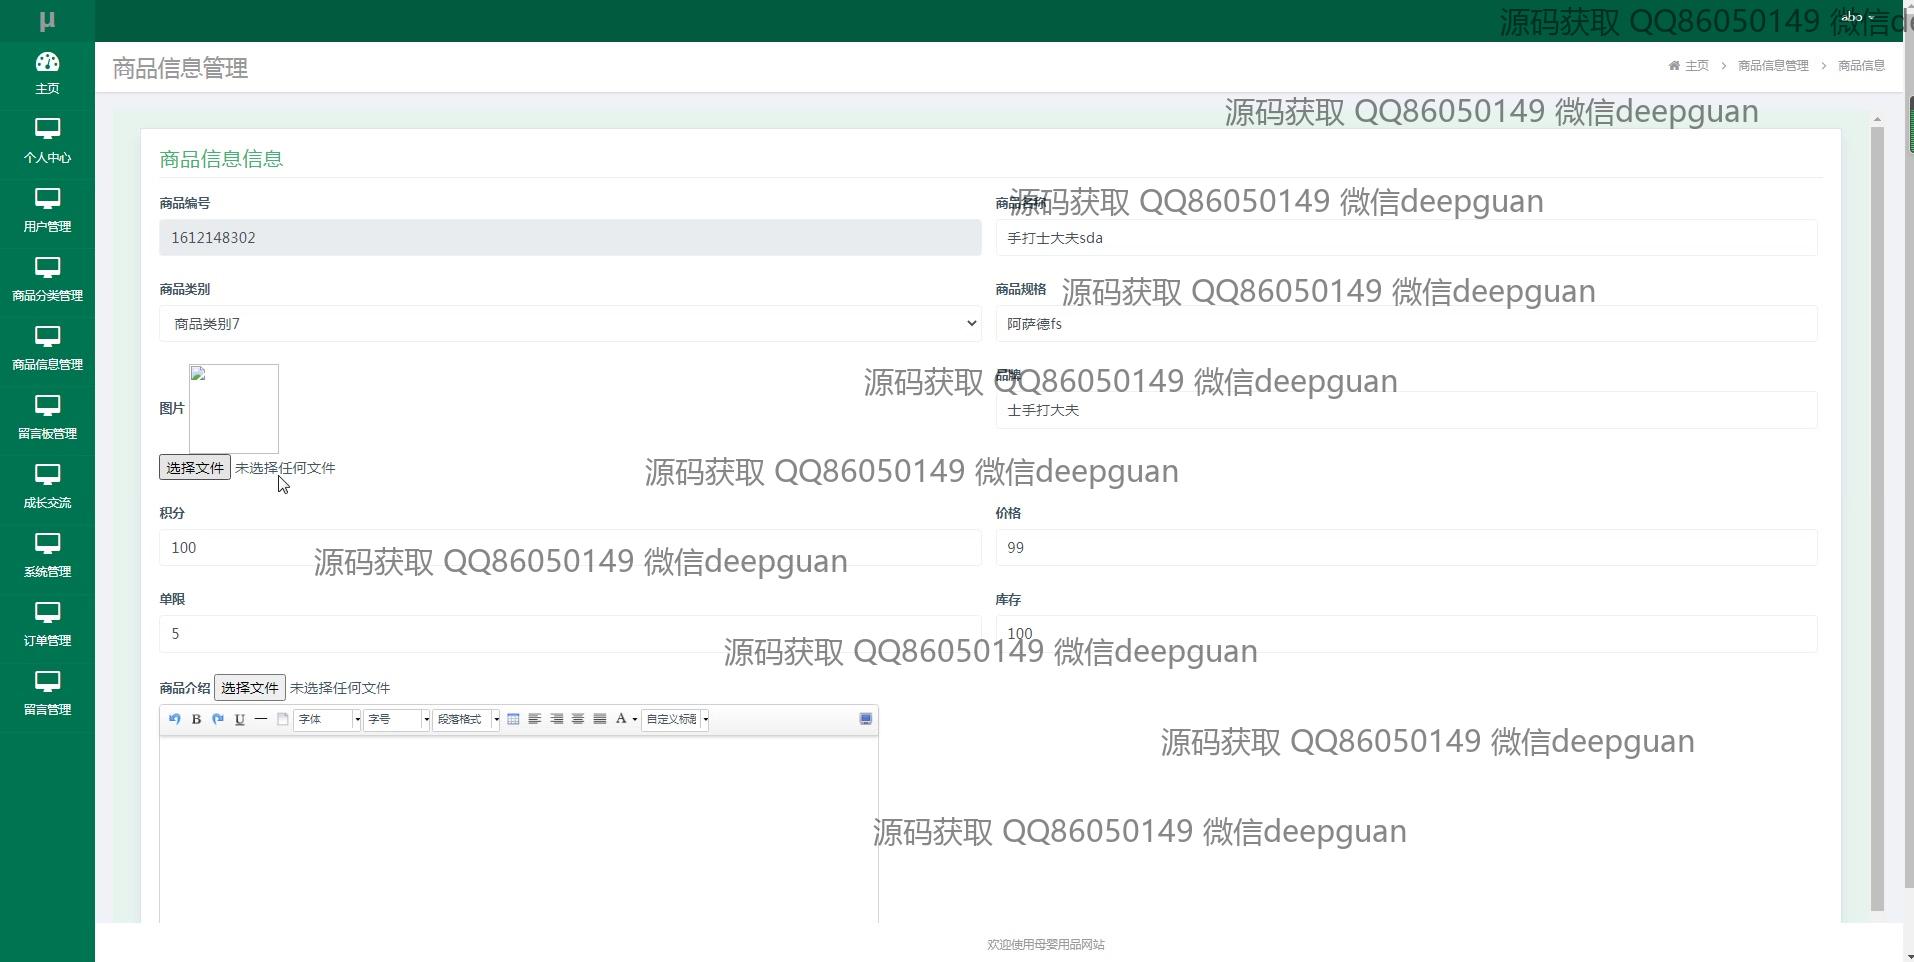 μ
abo
源码获取 QQ86050149 微信de
主页
个人中心
用户管理
商品分类管理
商品信息管理
留言板管理
成长交流
系统管理
订单管理
留言管理
商品信息管理
主页 > 商品信息管理 > 商品信息
源码获取 QQ86050149 微信deepguan
商品信息信息
商品编号
商品名称
源码获取 QQ86050149 微信deepguan
1612148302
手打士大夫sda
商品类别
商品规格
源码获取 QQ86050149 微信deepguan
商品类别7
阿萨德fs
图片
品牌
源码获取 QQ86050149 微信deepguan
士手打大夫
选择文件 未选择任何文件
源码获取 QQ86050149 微信deepguan
积分
价格
100
99
源码获取 QQ86050149 微信deepguan
单限
库存
5
100
源码获取 QQ86050149 微信deepguan
商品介绍 选择文件 未选择任何文件
B U 字体 字号 段落格式 A 自定义标题
源码获取 QQ86050149 微信deepguan
源码获取 QQ86050149 微信deepguan
欢迎使用母婴用品网站